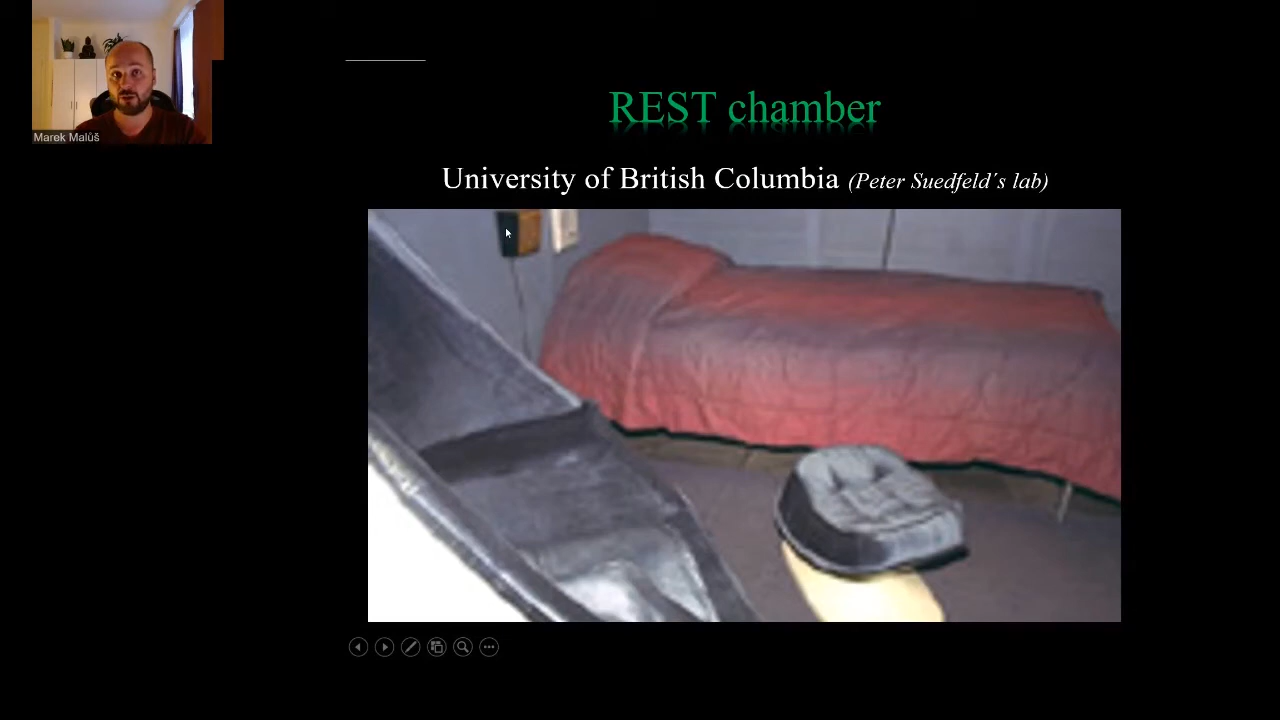 REST chamber
University of British Columbia (Peter Suedfeld´s lab)
Marek Malůš